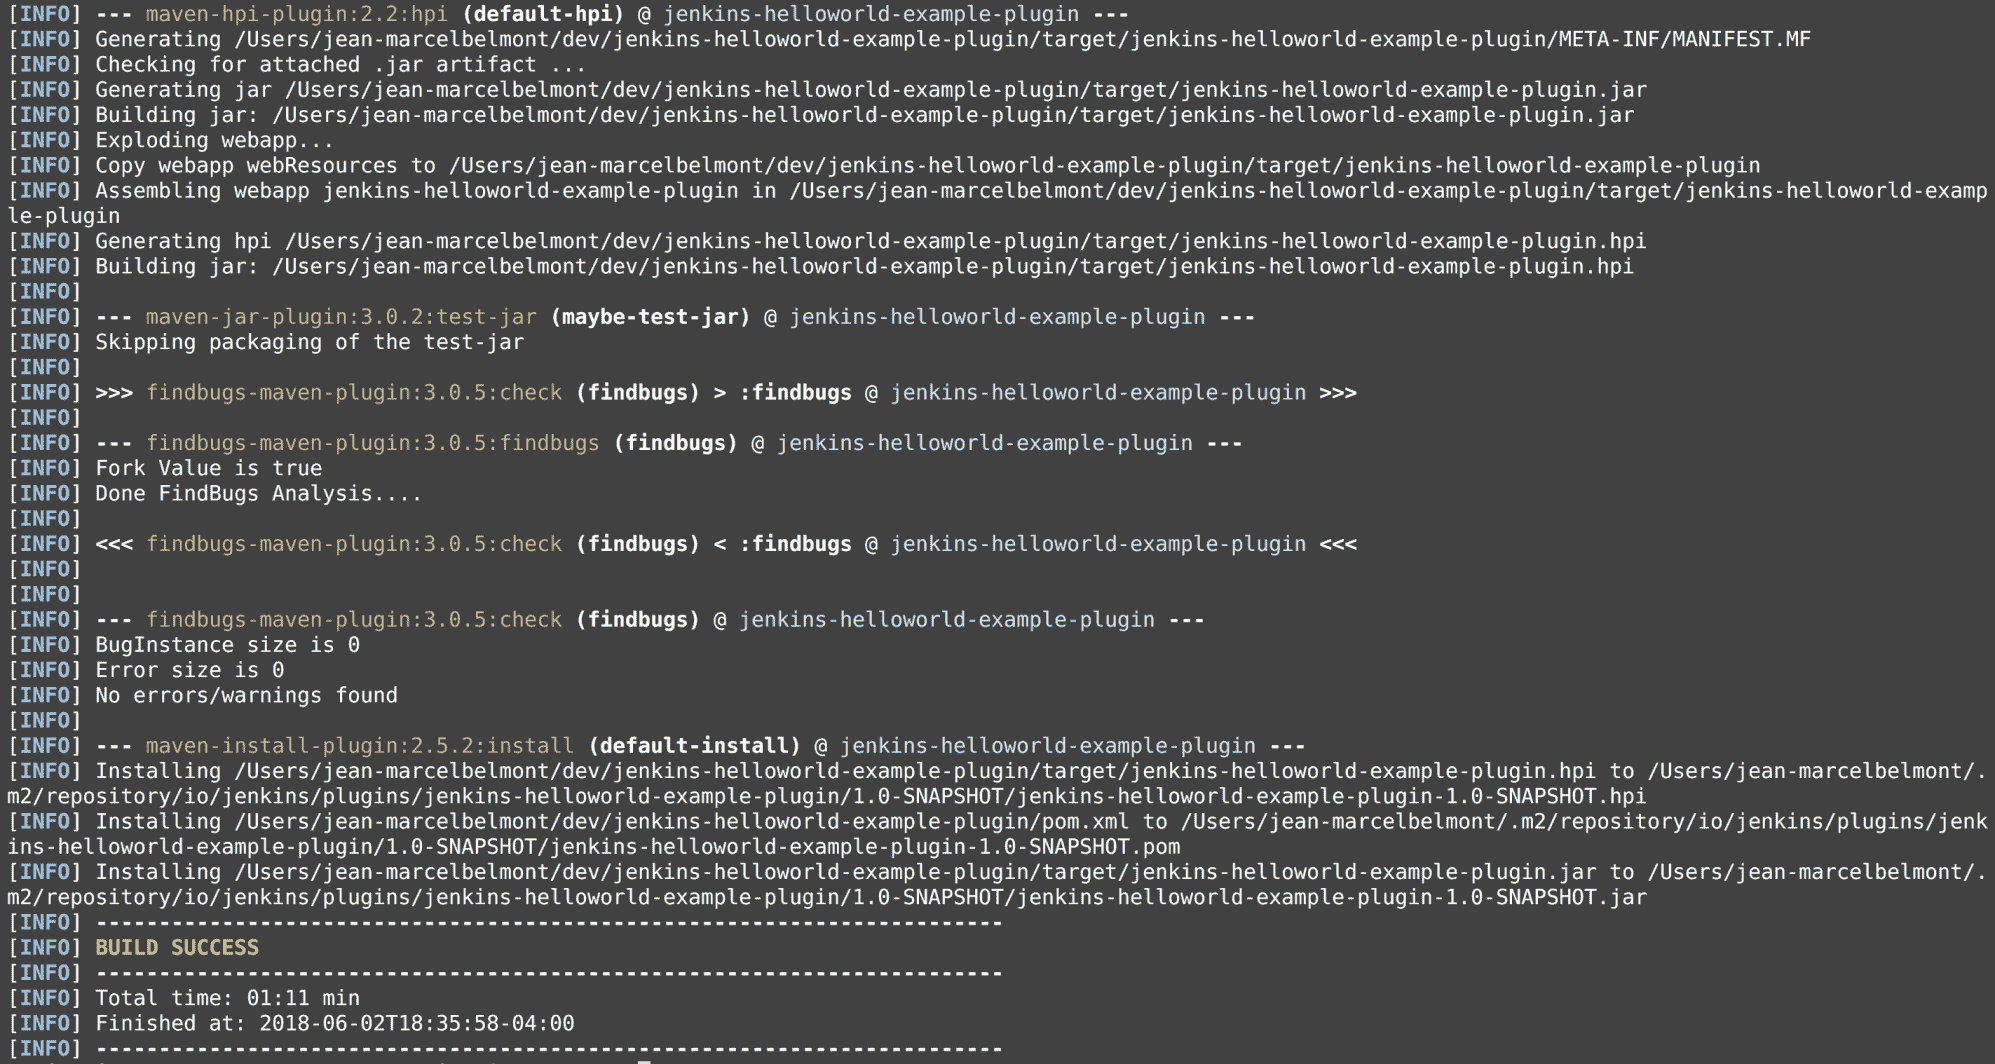 [INFO] --- maven-hpi-plugin:2.2:hpi (default-hpi) @ jenkins-helloworld-example-plugin ---
[INFO] Generating /Users/jean-marcelbelmont/dev/jenkins-helloworld-example-plugin/target/jenkins-helloworld-example-plugin/META-INF/MANIFEST.MF
[INFO] Checking for attached .jar artifact ...
[INFO] Generating jar /Users/jean-marcelbelmont/dev/jenkins-helloworld-example-plugin/target/jenkins-helloworld-example-plugin.jar
[INFO] Building jar: /Users/jean-marcelbelmont/dev/jenkins-helloworld-example-plugin/target/jenkins-helloworld-example-plugin.jar
[INFO] Exploding webapp...
[INFO] Copy webapp webResources to /Users/jean-marcelbelmont/dev/jenkins-helloworld-example-plugin/target/jenkins-helloworld-example-plugin
[INFO] Assembling webapp jenkins-helloworld-example-plugin in /Users/jean-marcelbelmont/dev/jenkins-helloworld-example-plugin/target/jenkins-helloworld-examp
le-plugin
[INFO] Generating hpi /Users/jean-marcelbelmont/dev/jenkins-helloworld-example-plugin/target/jenkins-helloworld-example-plugin.hpi
[INFO] Building jar: /Users/jean-marcelbelmont/dev/jenkins-helloworld-example-plugin/target/jenkins-helloworld-example-plugin.hpi
[INFO]
[INFO] --- maven-jar-plugin:3.0.2:test-jar (maybe-test-jar) @ jenkins-helloworld-example-plugin ---
[INFO] Skipping packaging of the test-jar
[INFO]
[INFO] >>> findbugs-maven-plugin:3.0.5:check (findbugs) > :findbugs @ jenkins-helloworld-example-plugin >>>
[INFO]
[INFO] --- findbugs-maven-plugin:3.0.5:findbugs (findbugs) @ jenkins-helloworld-example-plugin ---
[INFO] Fork Value is true
[INFO] Done FindBugs Analysis....
[INFO]
[INFO] <<< findbugs-maven-plugin:3.0.5:check (findbugs) < :findbugs @ jenkins-helloworld-example-plugin <<<
[INFO]
[INFO]
[INFO] --- findbugs-maven-plugin:3.0.5:check (findbugs) @ jenkins-helloworld-example-plugin ---
[INFO] BugInstance size is 0
[INFO] Error size is 0
[INFO] No errors/warnings found
[INFO]
[INFO] --- maven-install-plugin:2.5.2:install (default-install) @ jenkins-helloworld-example-plugin ---
[INFO] Installing /Users/jean-marcelbelmont/dev/jenkins-helloworld-example-plugin/target/jenkins-helloworld-example-plugin.hpi to /Users/jean-marcelbelmont/.
m2/repository/io/jenkins/plugins/jenkins-helloworld-example-plugin/1.0-SNAPSHOT/jenkins-helloworld-example-plugin-1.0-SNAPSHOT.hpi
[INFO] Installing /Users/jean-marcelbelmont/dev/jenkins-helloworld-example-plugin/pom.xml to /Users/jean-marcelbelmont/.m2/repository/io/jenkins/plugins/jenk
ins-helloworld-example-plugin/1.0-SNAPSHOT/jenkins-helloworld-example-plugin-1.0-SNAPSHOT.pom
[INFO] Installing /Users/jean-marcelbelmont/dev/jenkins-helloworld-example-plugin/target/jenkins-helloworld-example-plugin.jar to /Users/jean-marcelbelmont/.
m2/repository/io/jenkins/plugins/jenkins-helloworld-example-plugin/1.0-SNAPSHOT/jenkins-helloworld-example-plugin-1.0-SNAPSHOT.jar
[INFO] ------------------------------------------------------------------------
[INFO] BUILD SUCCESS
[INFO] ------------------------------------------------------------------------
[INFO] Total time: 01:11 min
[INFO] Finished at: 2018-06-02T18:35:58-04:00
[INFO] ------------------------------------------------------------------------